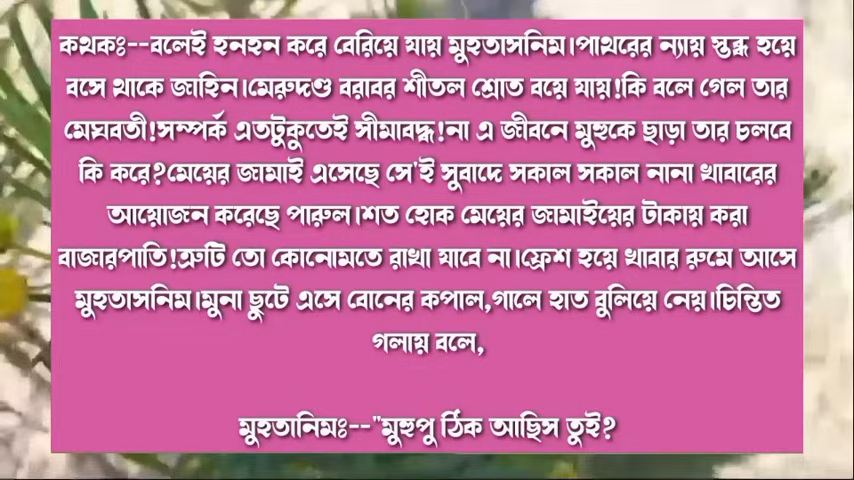 কথকঃ--বলেই হনহন করে বেরিয়ে যায় মুহতাসনিম।পাথরের ন্যায় স্তব্ধ হয়ে
বসে থাকে জাহিন।মেরুদণ্ড বরাবর শীতল শ্রোত বয়ে যায়!কি বলে গেল তার
মেঘবতী!সম্পর্ক এতটুকুতেই সীমাবদ্ধ!না এ জীবনে মুহুকে ছাড়া তার চলবে
কি করে?মেয়ের জামাই এসেছে সে'ই সুবাদে সকাল সকাল নানা খাবারের
আয়োজন করেছে পারুল।শত হোক মেয়ের জামাইয়ের টাকায় করা
বাজারপাতি!ত্রুটি তো কোনোমতে রাখা যাবে না।ফ্রেশ হয়ে খাবার রুমে আসে
মুহতাসনিম।মুনা ছুটে এসে বোনের কপাল,গালে হাত বুলিয়ে নেয়।চিন্তিত
গলায় বলে,
মুহতানিমঃ--"মুহুপু ঠিক আছিস তুই?